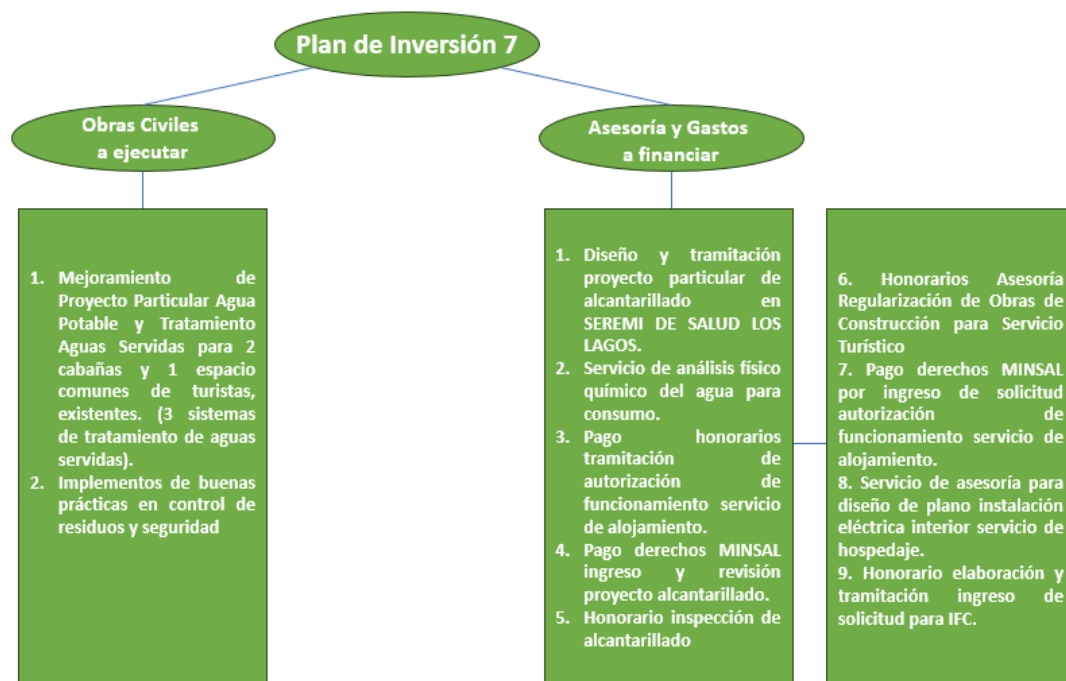 Plan de Inversión 7
Obras Civiles
a ejecutar
Asesoría y Gastos
a financiar
1. Mejoramiento de
Proyecto Particular Agua
Potable y Tratamiento
Aguas Servidas para 2
cabañas y 1 espacio
comunes de turistas,
existentes. (3 sistemas
de tratamiento de aguas
servidas).
2. Implementos de buenas
prácticas en control de
residuos y seguridad
1. Diseño y tramitación
proyecto particular de
alcantarillado en
SEREMI DE SALUD LOS
LAGOS.
2. Servicio de análisis físico
químico del agua para
consumo.
3. Pago honorarios
tramitación de
autorización de
funcionamiento servicio
de alojamiento.
4. Pago derechos MINSAL
ingreso y revisión
proyecto alcantarillado.
5. Honorario inspección de
alcantarillado
6. Honorarios Asesoría
Regularización de Obras de
Construcción para Servicio
Turístico
7. Pago derechos MINSAL
por ingreso de solicitud
autorización de
funcionamiento servicio de
alojamiento.
8. Servicio de asesoría para
diseño de plano instalación
eléctrica interior servicio de
hospedaje.
9. Honorario elaboración y
tramitación ingreso de
solicitud para IFC.